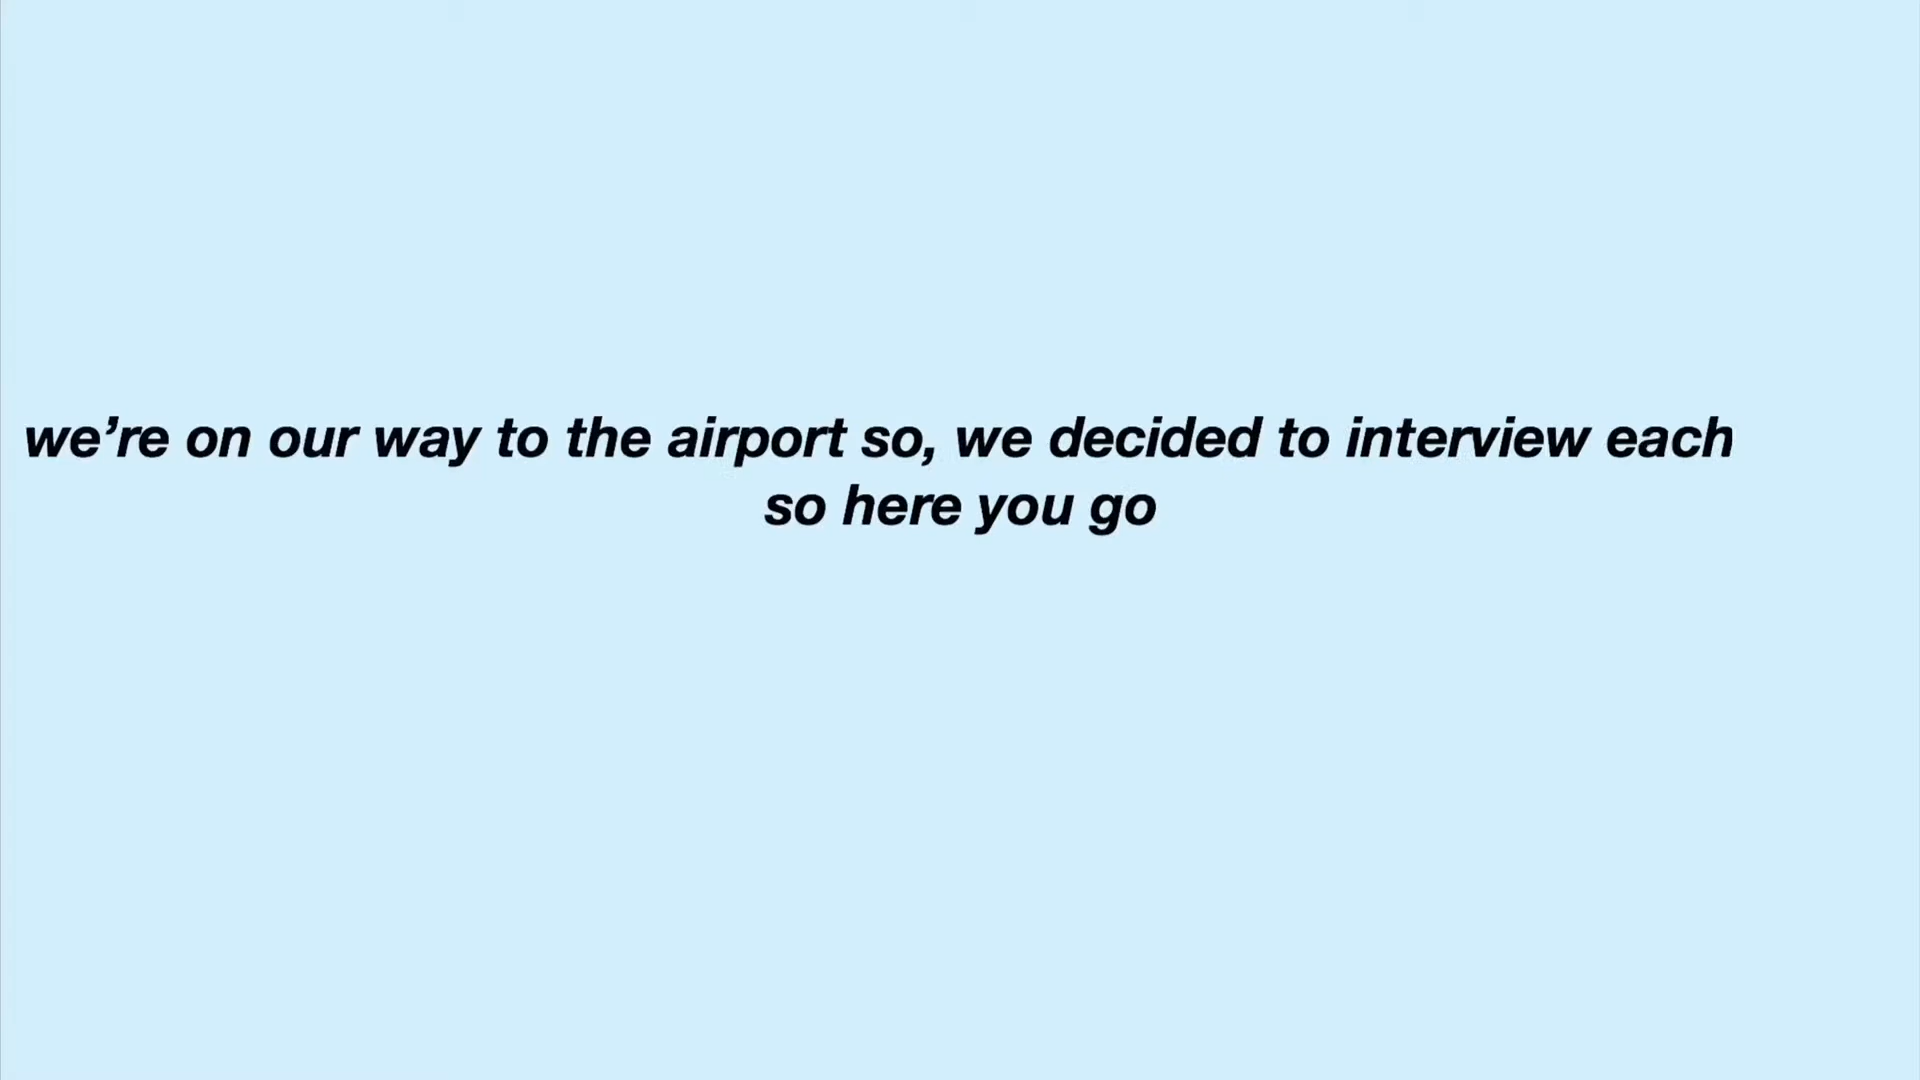 we’re on our way to the airport so, we decided to interview each
so here you go